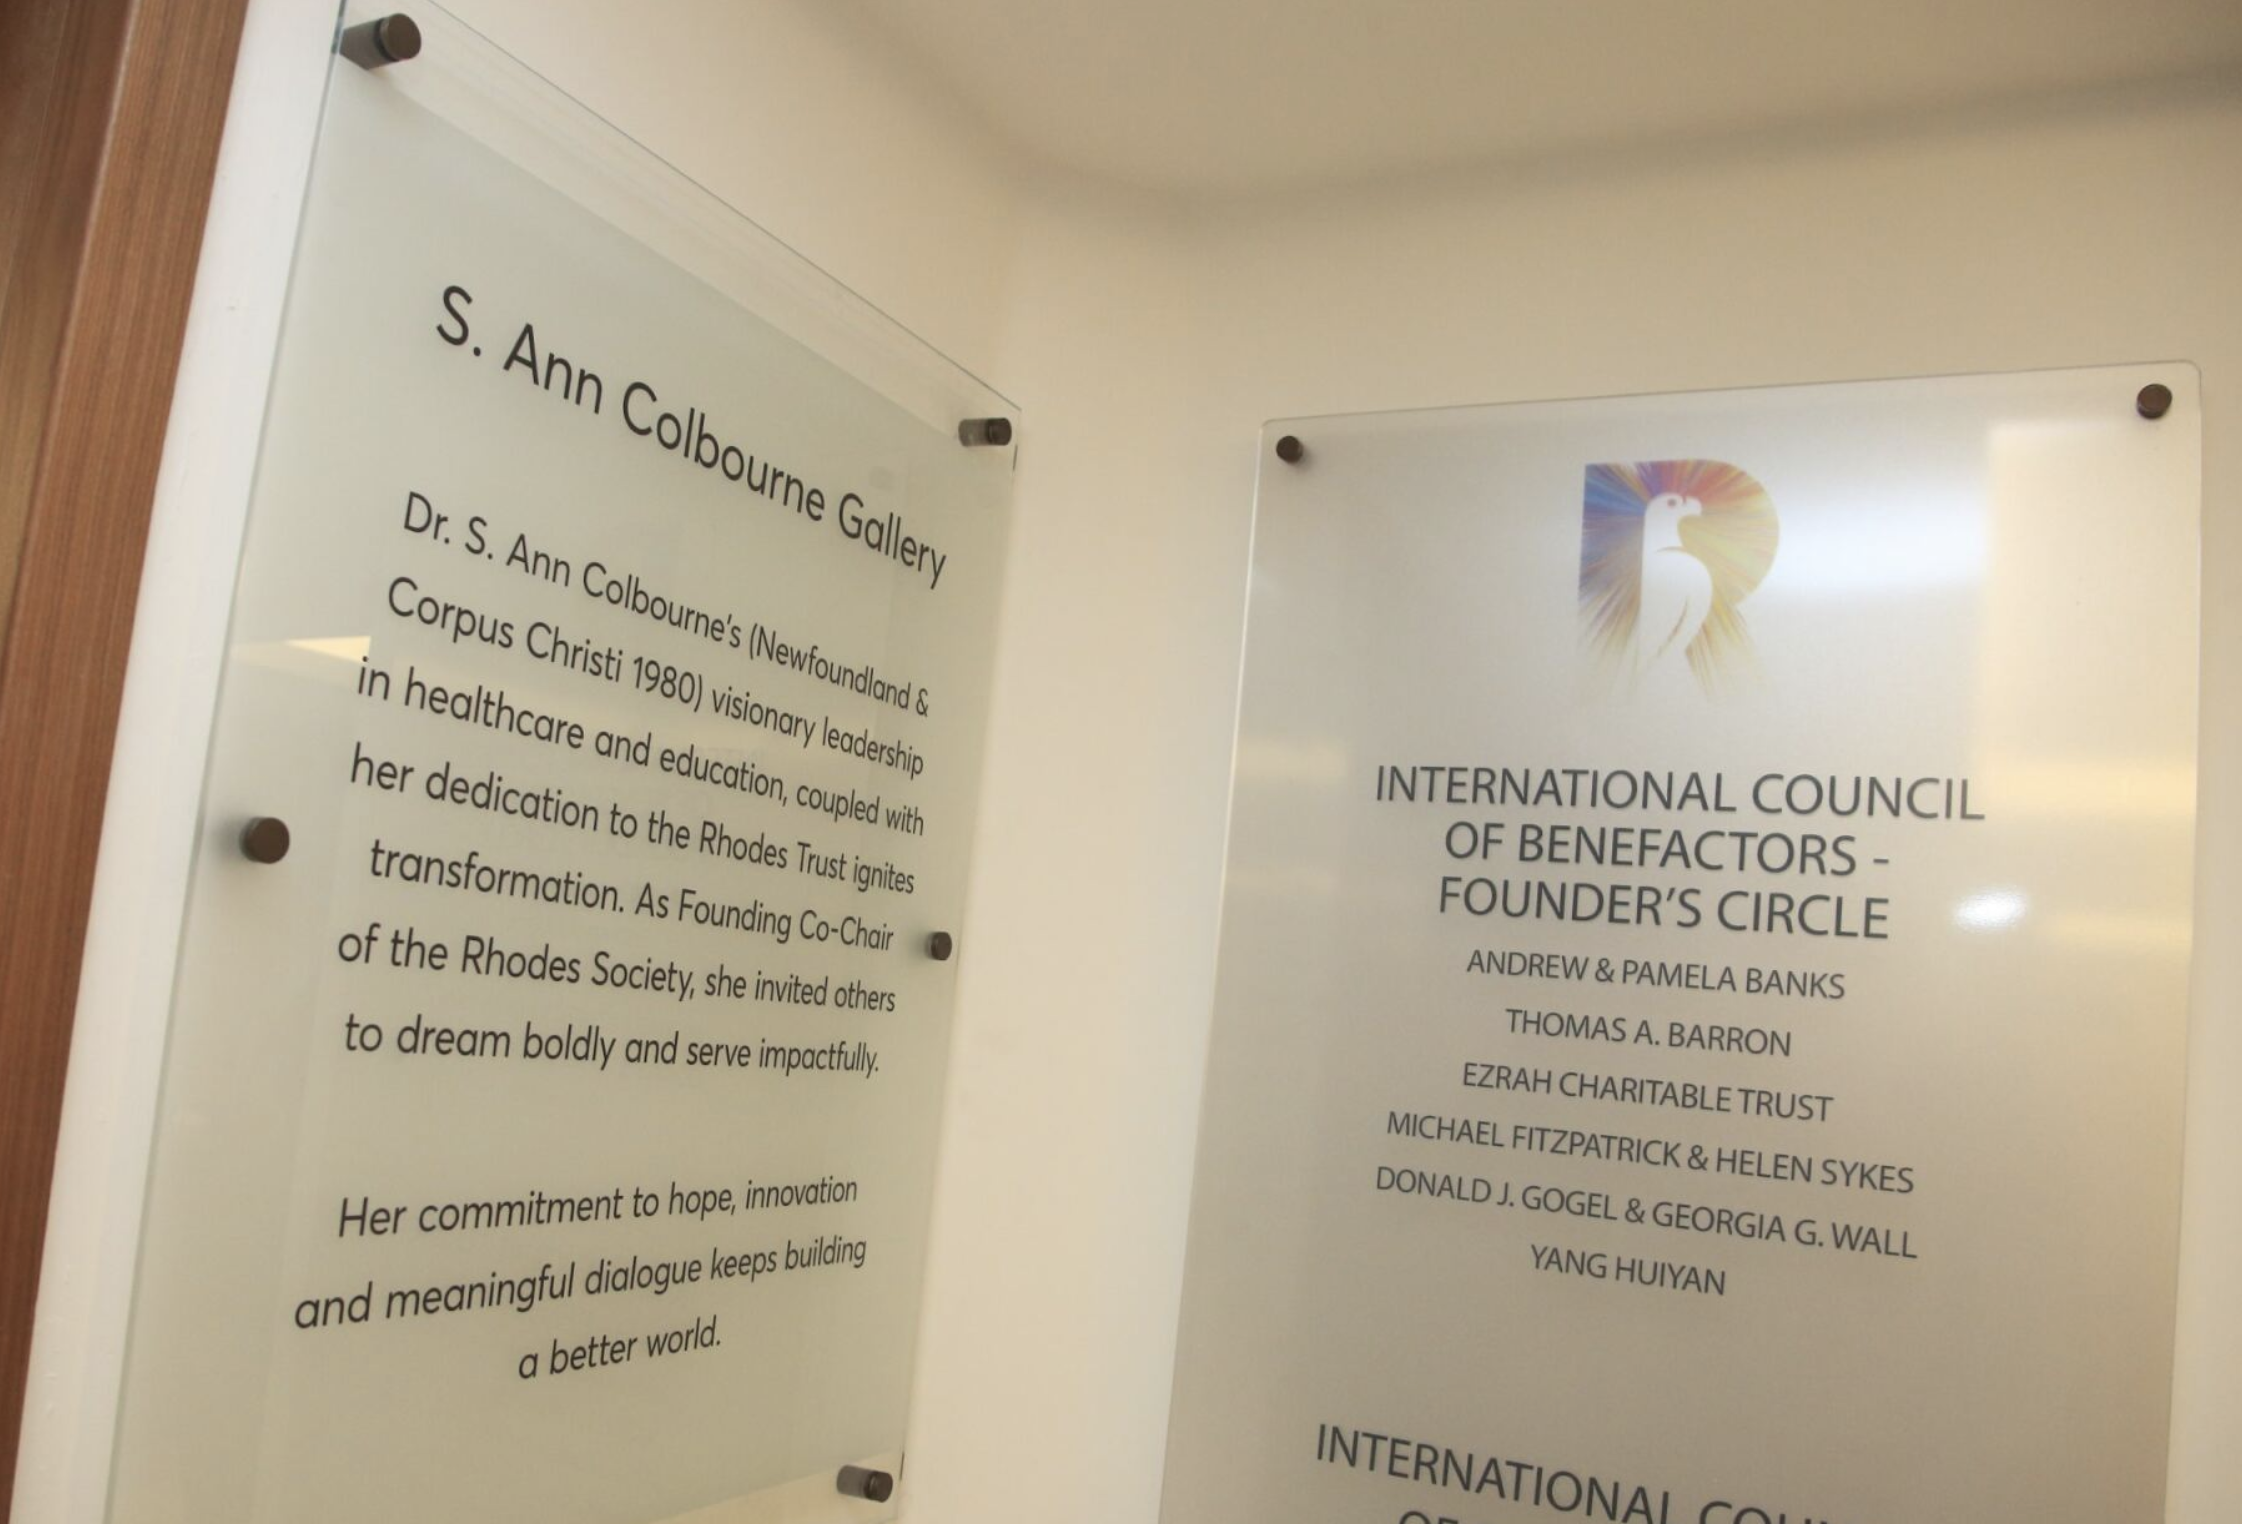 S. Ann Colbourne Gallery
Dr. S. Ann Colbourne's (Newfoundland &
Corpus Christi 1980) visionary leadership
in healthcare and education, coupled with
her dedication to the Rhodes Trust ignites
transformation. As Founding Co-Chair
of the Rhodes Society, she invited others
to dream boldly and serve impactfully.
Her commitment to hope, innovation
and meaningful dialogue keeps building
a better world.
R
INTERNATIONAL COUNCIL
OF BENEFACTORS -
FOUNDER'S CIRCLE
ANDREW & PAMELA BANKS
THOMAS A. BARRON
EZRAH CHARITABLE TRUST
MICHAEL FITZPATRICK & HELEN SYKES
DONALD J. GOGEL & GEORGIA G. WALL
YANG HUIYAN
INTERNATIONAL